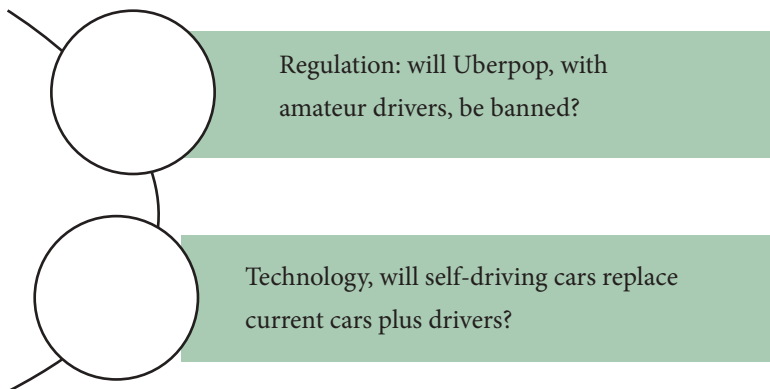 Regulation: will Uberpop, with
amateur drivers, be banned?
Technology, will self-driving cars replace
current cars plus drivers?